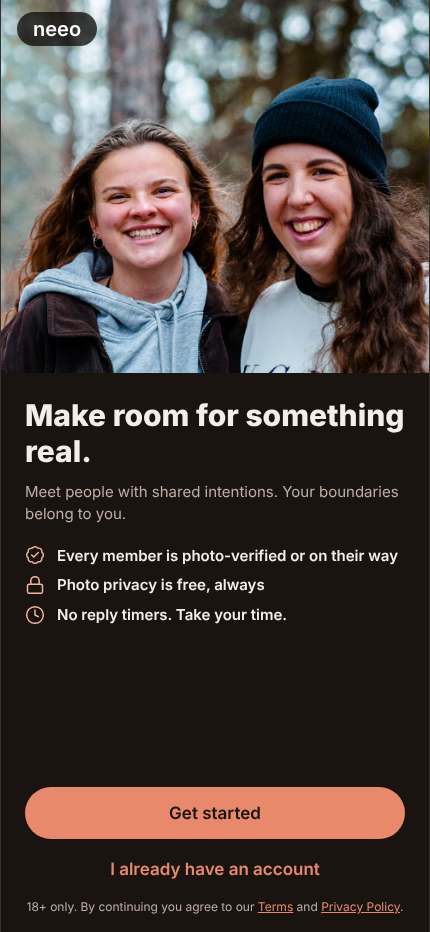 neeo
Make room for something
real.
Meet people with shared intentions. Your boundaries
belong to you.
Every member is photo-verified or on their way
Photo privacy is free, always
No reply timers. Take your time.
Get started
I already have an account
18+ only. By continuing you agree to our Terms and Privacy Policy.